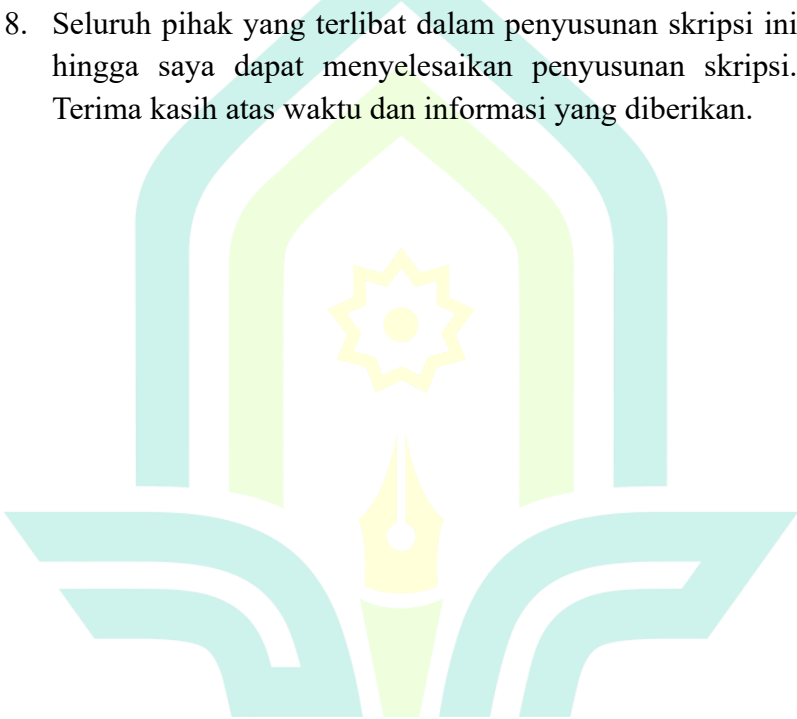 8. Seluruh pihak yang terlibat dalam penyusunan skripsi ini
hingga saya dapat menyelesaikan penyusunan skripsi.
Terima kasih atas waktu dan informasi yang diberikan.